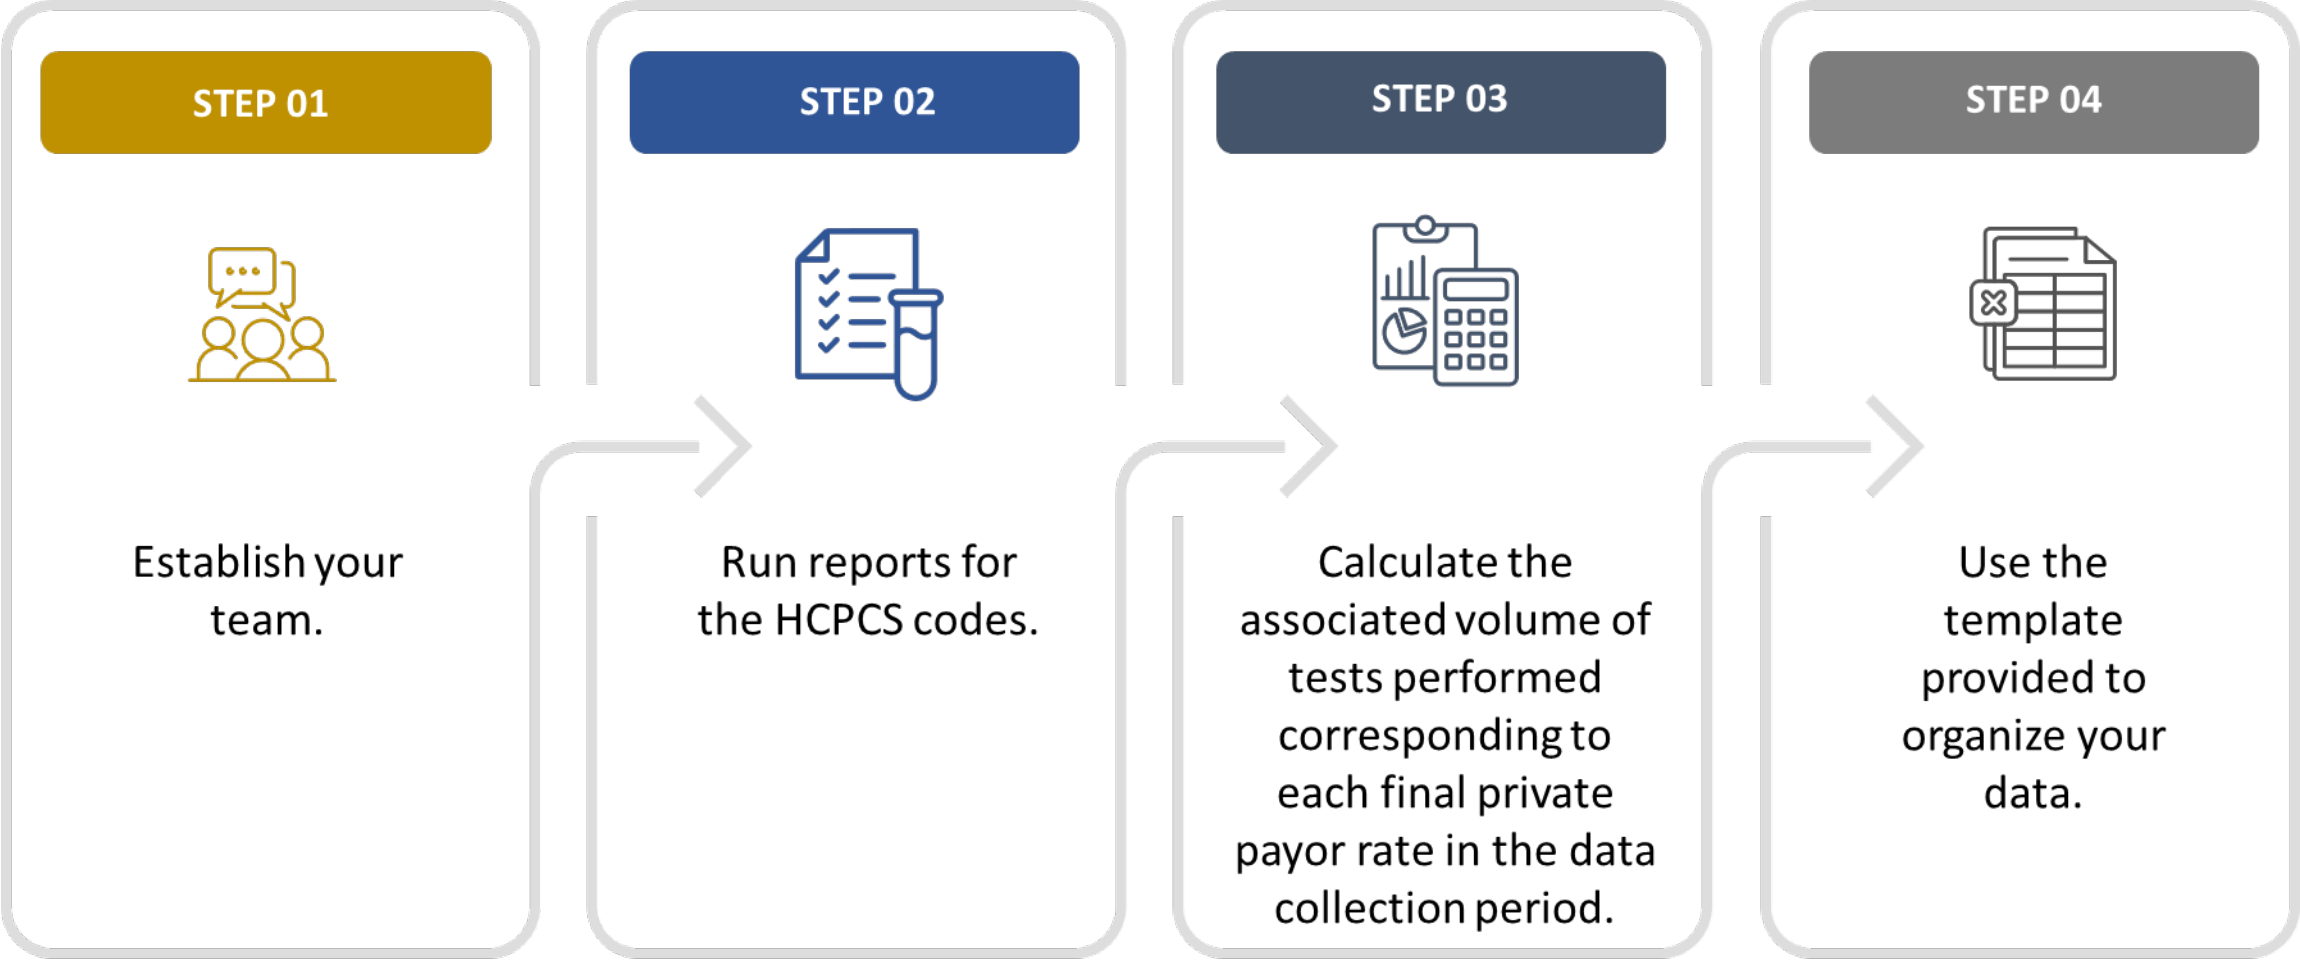 STEP 01
Establish your
team.
STEP 02
Run reports for
the HCPCS codes.
STEP 03
Calculate the
associated volume of
tests performed
corresponding to
each final private
payor rate in the data
collection period.
STEP 04
Use the
template
provided to
organize your
data.